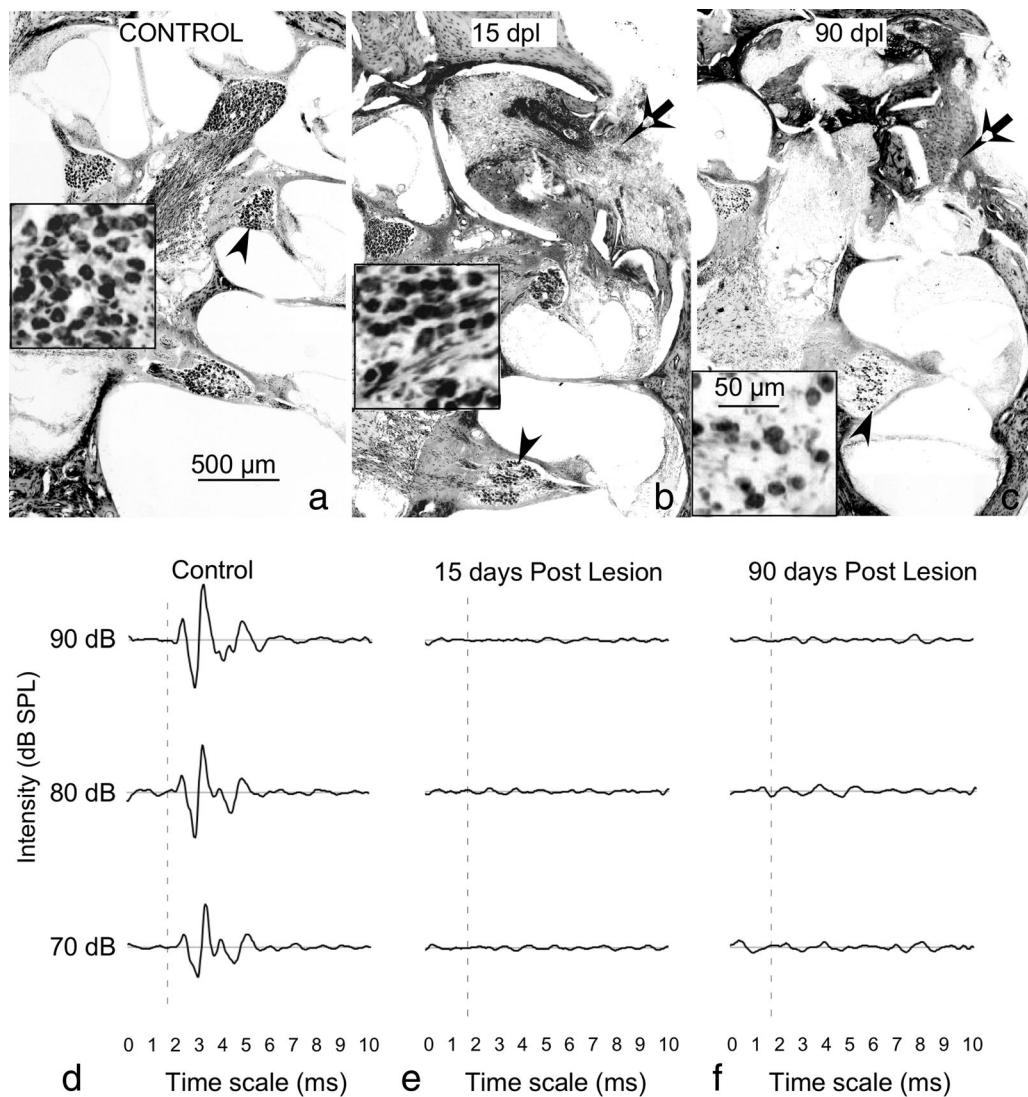 CONTROL
15 dpl
90 dpl
50 µm
500 µm
a
b
c
Control
15 days Post Lesion
90 days Post Lesion
Intensity (dB SPL)
90 dB
80 dB
70 dB
0 1 2 3 4 5 6 7 8 9 10
0 1 2 3 4 5 6 7 8 9 10
0 1 2 3 4 5 6 7 8 9 10
d
Time scale (ms)
e
Time scale (ms)
f
Time scale (ms)